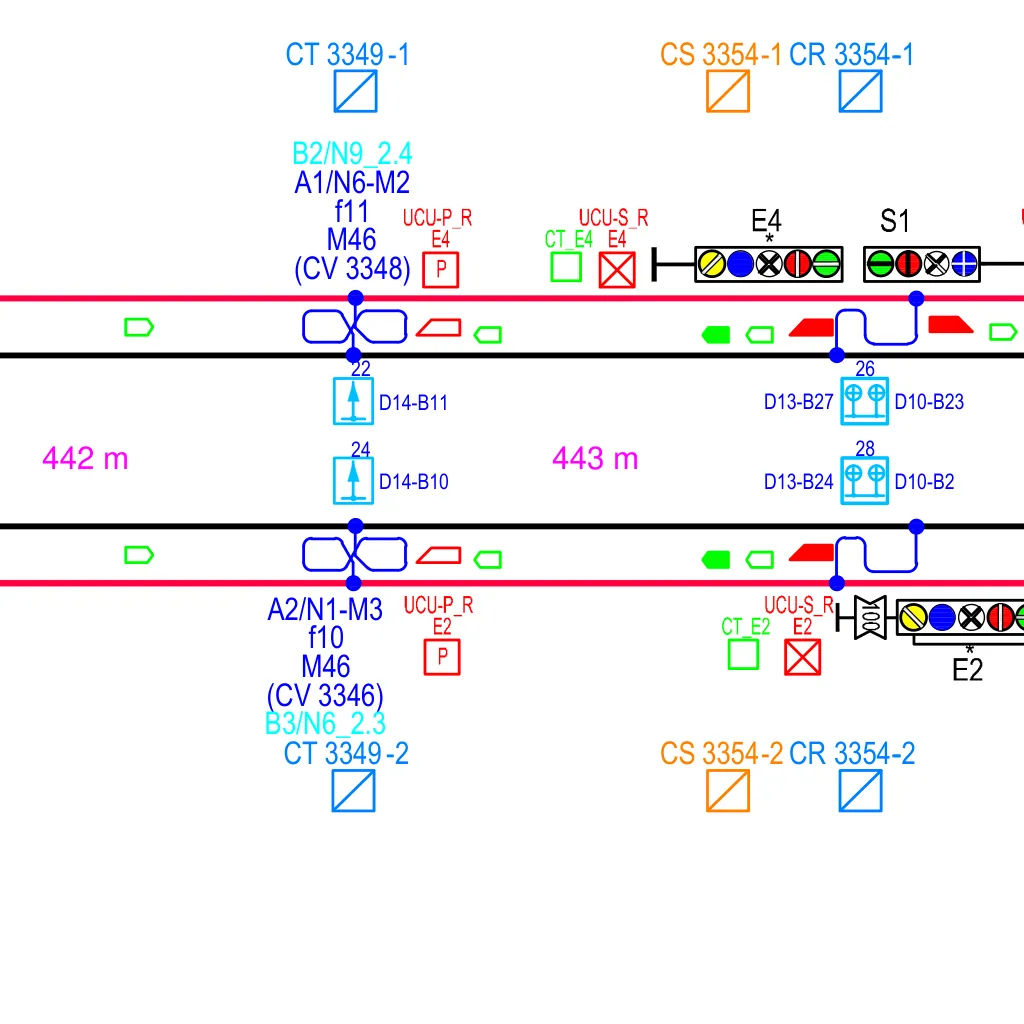 CT 3349-1
CS 3354-1 CR 3354-1
B2/N9_2.4
A1/N6-M2
f11
M46
(CV 3348)
UCU-P_R
E4
P
UCU-S_R
CT_E4 E4
E4
*
S1
22
D14-B11
26
D13-B27 D10-B23
442 m
443 m
24
D14-B10
28
D13-B24 D10-B2
A2/N1-M3
f10
M46
(CV 3346)
B3/N6_2.3
CT 3349-2
UCU-P_R
E2
P
UCU-S_R
CT_E2 E2
100
*
E2
CS 3354-2 CR 3354-2